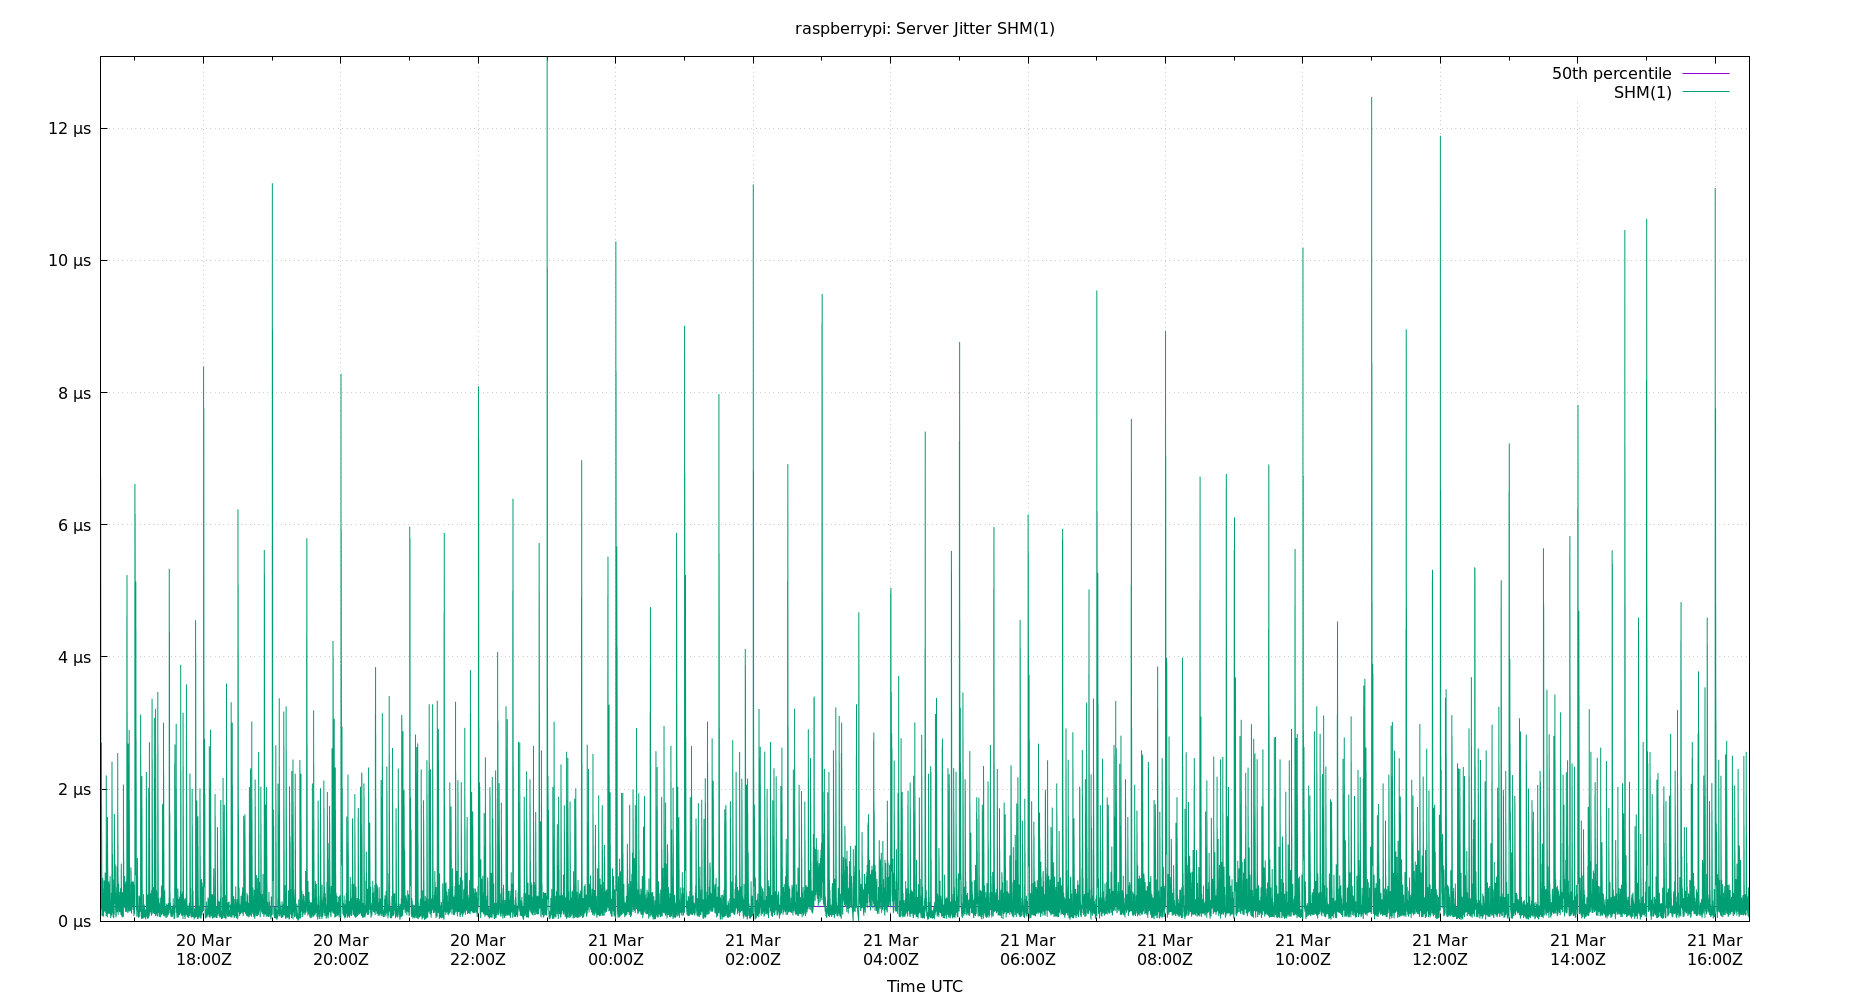 raspberrypi: Server Jitter SHM(1)
50th percentile
SHM(1)
12 µs
10 µs
8 µs
6 µs
4 µs
2 µs
0 µs
20 Mar 20 Mar 20 Mar 21 Mar 21 Mar 21 Mar 21 Mar 21 Mar 21 Mar 21 Mar 21 Mar 21 Mar
18:00Z 20:00Z 22:00Z 00:00Z 02:00Z 04:00Z 06:00Z 08:00Z 10:00Z 12:00Z 14:00Z 16:00Z
Time UTC